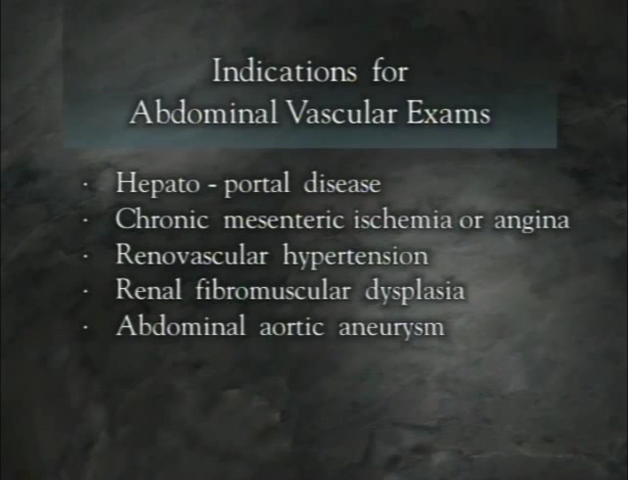 Indications for
Abdominal Vascular Exams
· Hepato - portal disease
· Chronic mesenteric ischemia or angina
· Renovascular hypertension
· Renal fibromuscular dysplasia
· Abdominal aortic aneurysm